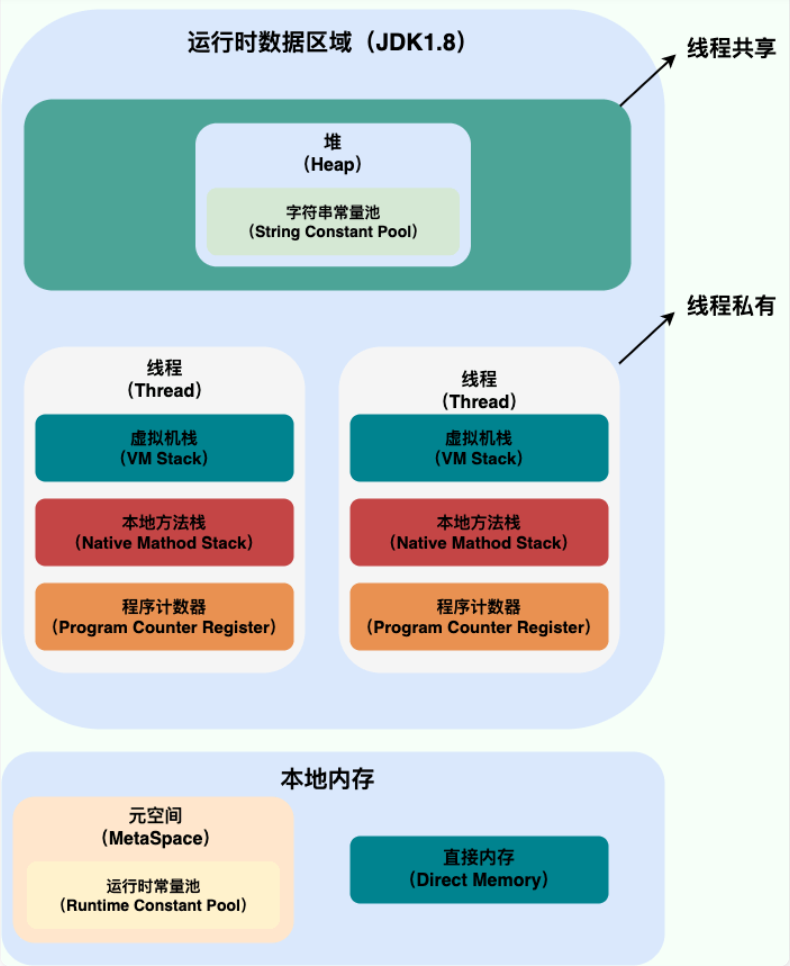 运行时数据区域（JDK1.8）
线程共享
堆
（Heap）
字符串常量池
（String Constant Pool）
线程私有
线程
（Thread）
虚拟机栈
（VM Stack）
本地方法栈
（Native Mathod Stack）
程序计数器
（Program Counter Register）
线程
（Thread）
虚拟机栈
（VM Stack）
本地方法栈
（Native Mathod Stack）
程序计数器
（Program Counter Register）
本地内存
元空间
（MetaSpace）
运行时常量池
（Runtime Constant Pool）
直接内存
（Direct Memory）